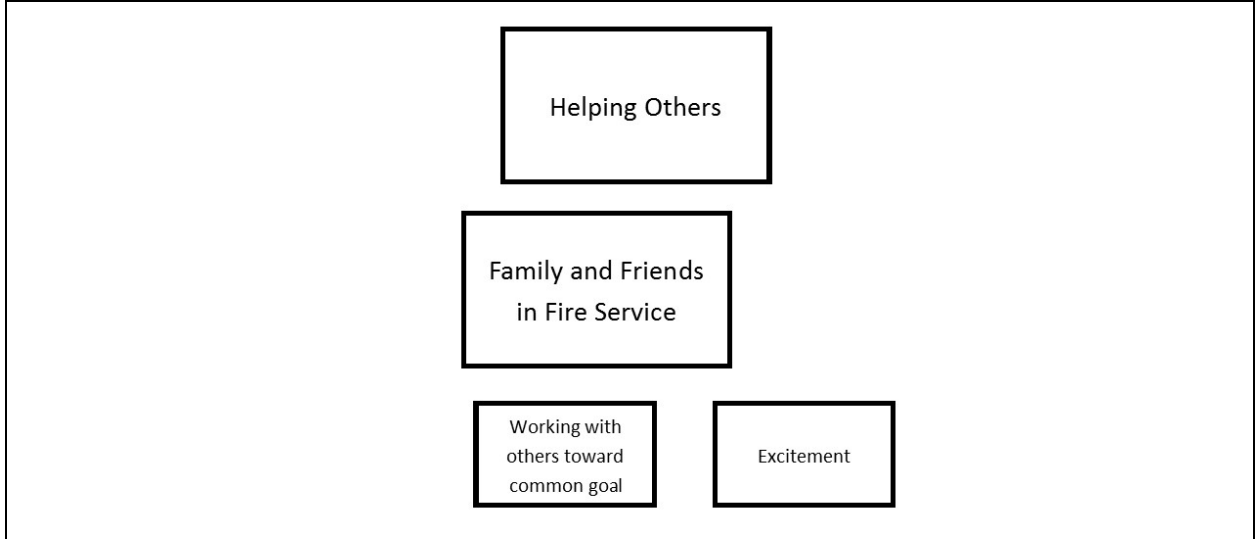 Helping Others
Family and Friends
in Fire Service
Working with
others toward
common goal
Excitement